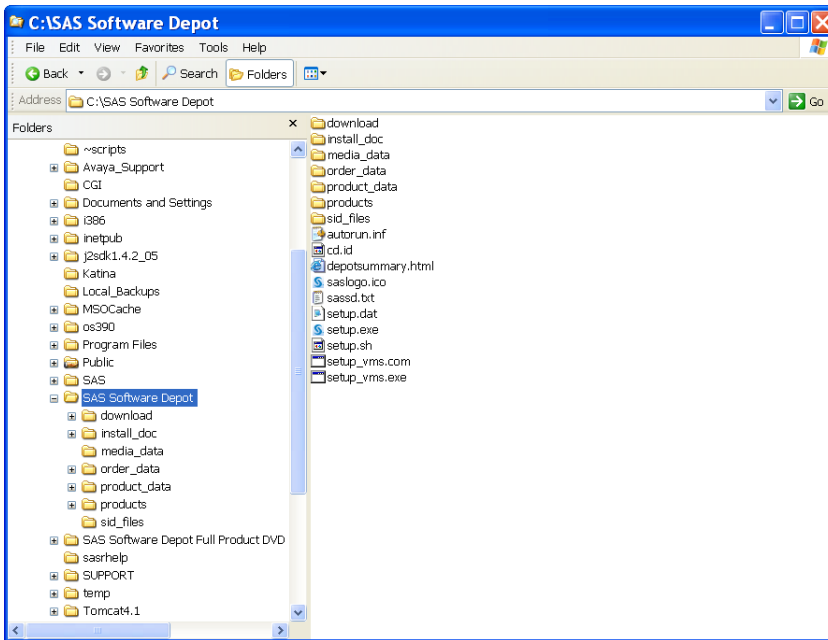 C:\SAS Software Depot
File Edit View Favorites Tools Help
Back Search Folders
Address C:\SAS Software Depot Go
Folders
~scripts
Avaya_Support
CGI
Documents and Settings
i386
inetpub
j2sdk1.4.2_05
Katina
Local_Backups
MSOCache
os390
Program Files
Public
SAS
SAS Software Depot
download
install_doc
media_data
order_data
product_data
products
sid_files
SAS Software Depot Full Product DVD
sasrhelp
SUPPORT
temp
Tomcat4.1
download
install_doc
media_data
order_data
product_data
products
sid_files
autorun.inf
cd.id
depotsummary.html
saslogo.ico
sassd.txt
setup.dat
setup.exe
setup.sh
setup_vms.com
setup_vms.exe